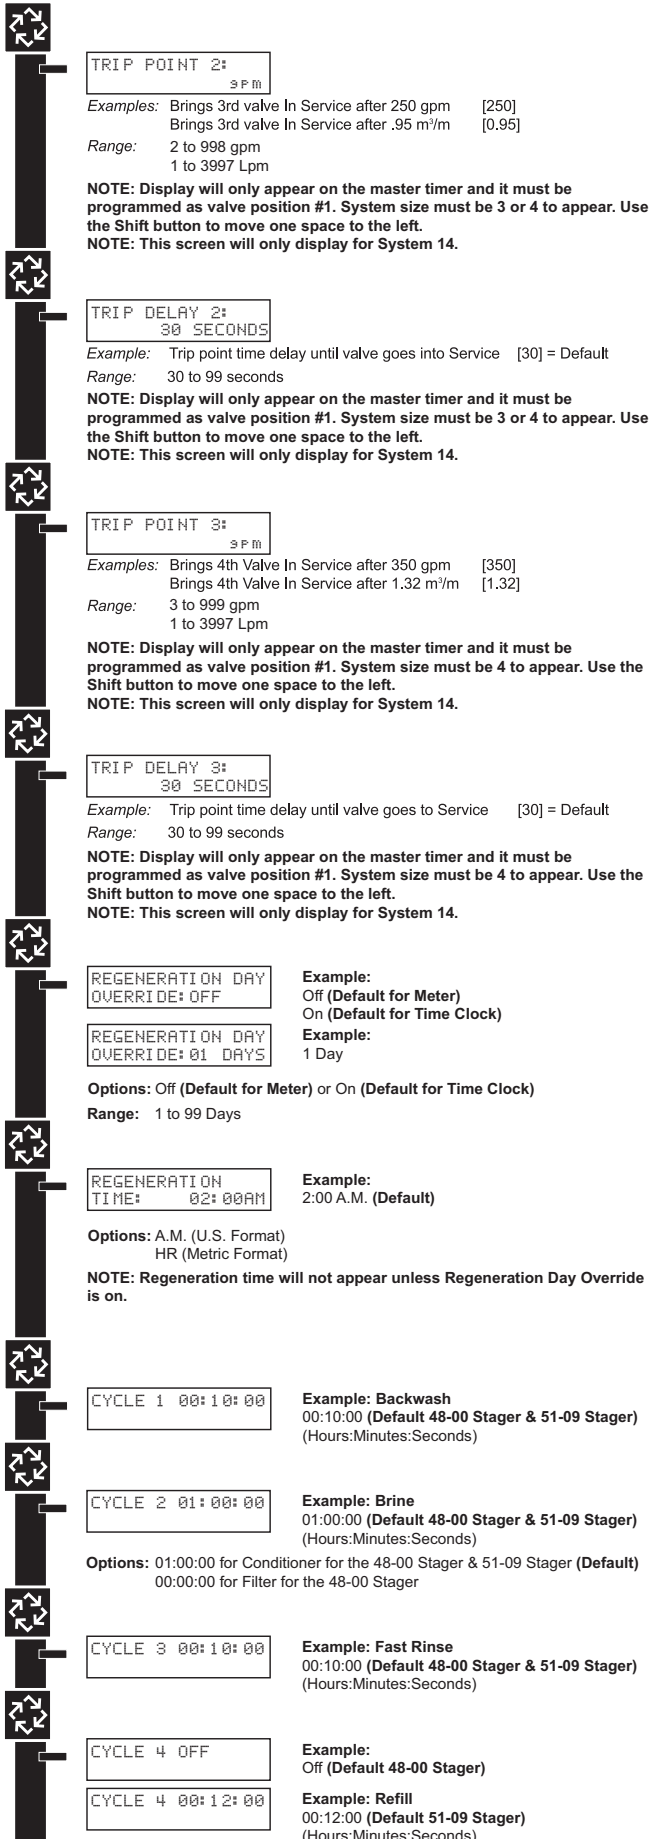 TRIP POINT 2:
gpm
Examples: Brings 3rd valve In Service after 250 gpm [250]
Brings 3rd valve In Service after .95 m³/m [0.95]
Range: 2 to 998 gpm
1 to 3997 Lpm
NOTE: Display will only appear on the master timer and it must be
programmed as valve position #1. System size must be 3 or 4 to appear. Use
the Shift button to move one space to the left.
NOTE: This screen will only display for System 14.
TRIP DELAY 2:
30 SECONDS
Example: Trip point time delay until valve goes into Service [30] = Default
Range: 30 to 99 seconds
NOTE: Display will only appear on the master timer and it must be
programmed as valve position #1. System size must be 3 or 4 to appear. Use
the Shift button to move one space to the left.
NOTE: This screen will only display for System 14.
TRIP POINT 3:
gpm
Examples: Brings 4th Valve In Service after 350 gpm [350]
Brings 4th Valve In Service after 1.32 m³/m [1.32]
Range: 3 to 999 gpm
1 to 3997 Lpm
NOTE: Display will only appear on the master timer and it must be
programmed as valve position #1. System size must be 4 to appear. Use the
Shift button to move one space to the left.
NOTE: This screen will only display for System 14.
TRIP DELAY 3:
30 SECONDS
Example: Trip point time delay until valve goes to Service [30] = Default
Range: 30 to 99 seconds
NOTE: Display will only appear on the master timer and it must be
programmed as valve position #1. System size must be 4 to appear. Use the
Shift button to move one space to the left.
NOTE: This screen will only display for System 14.
REGENERATION DAY
OVERRIDE:OFF
Example:
Off (Default for Meter)
On (Default for Time Clock)
REGENERATION DAY
OVERRIDE:01 DAYS
Example:
1 Day
Options: Off (Default for Meter) or On (Default for Time Clock)
Range: 1 to 99 Days
REGENERATION
TIME: 02:00AM
Example:
2:00 A.M. (Default)
Options: A.M. (U.S. Format)
HR (Metric Format)
NOTE: Regeneration time will not appear unless Regeneration Day Override
is on.
CYCLE 1 00:10:00
Example: Backwash
00:10:00 (Default 48-00 Stager & 51-09 Stager)
(Hours:Minutes:Seconds)
CYCLE 2 01:00:00
Example: Brine
01:00:00 (Default 48-00 Stager & 51-09 Stager)
(Hours:Minutes:Seconds)
Options: 01:00:00 for Conditioner for the 48-00 Stager & 51-09 Stager (Default)
00:00:00 for Filter for the 48-00 Stager
CYCLE 3 00:10:00
Example: Fast Rinse
00:10:00 (Default 48-00 Stager & 51-09 Stager)
(Hours:Minutes:Seconds)
CYCLE 4 OFF
Example:
Off (Default 48-00 Stager)
CYCLE 4 00:12:00
Example: Refill
00:12:00 (Default 51-09 Stager)
(Hours:Minutes:Seconds)